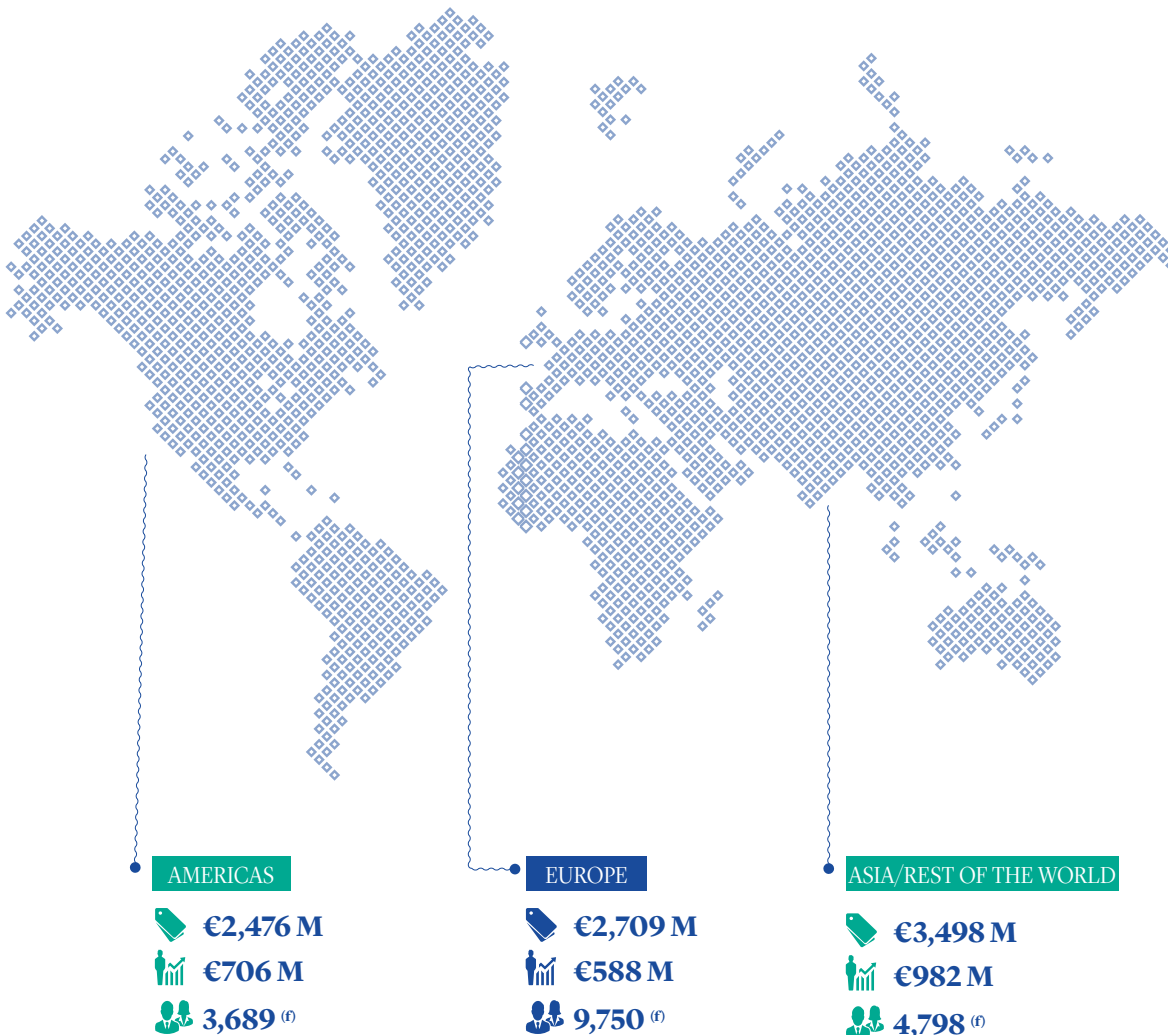 AMERICAS
€2,476 M
€706 M
3,689 (f)
EUROPE
€2,709 M
€588 M
9,750 (f)
ASIA/REST OF THE WORLD
€3,498 M
€982 M
4,798 (f)